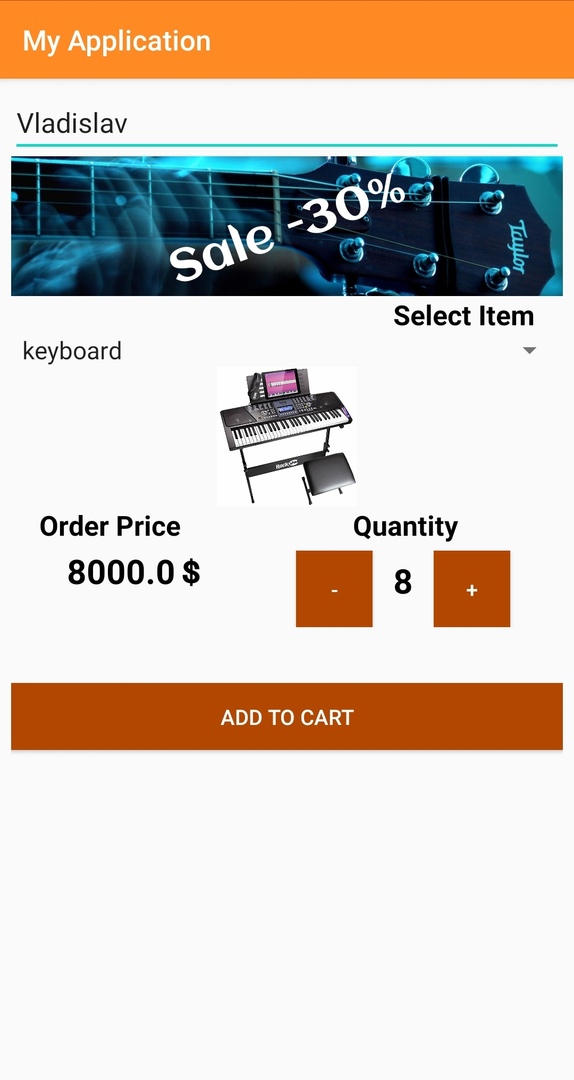 My Application
Vladislav
Sale -30%
Taylor
Select Item
keyboard
RockJam
Order Price
Quantity
8000.0 $
-
8
+
ADD TO CART